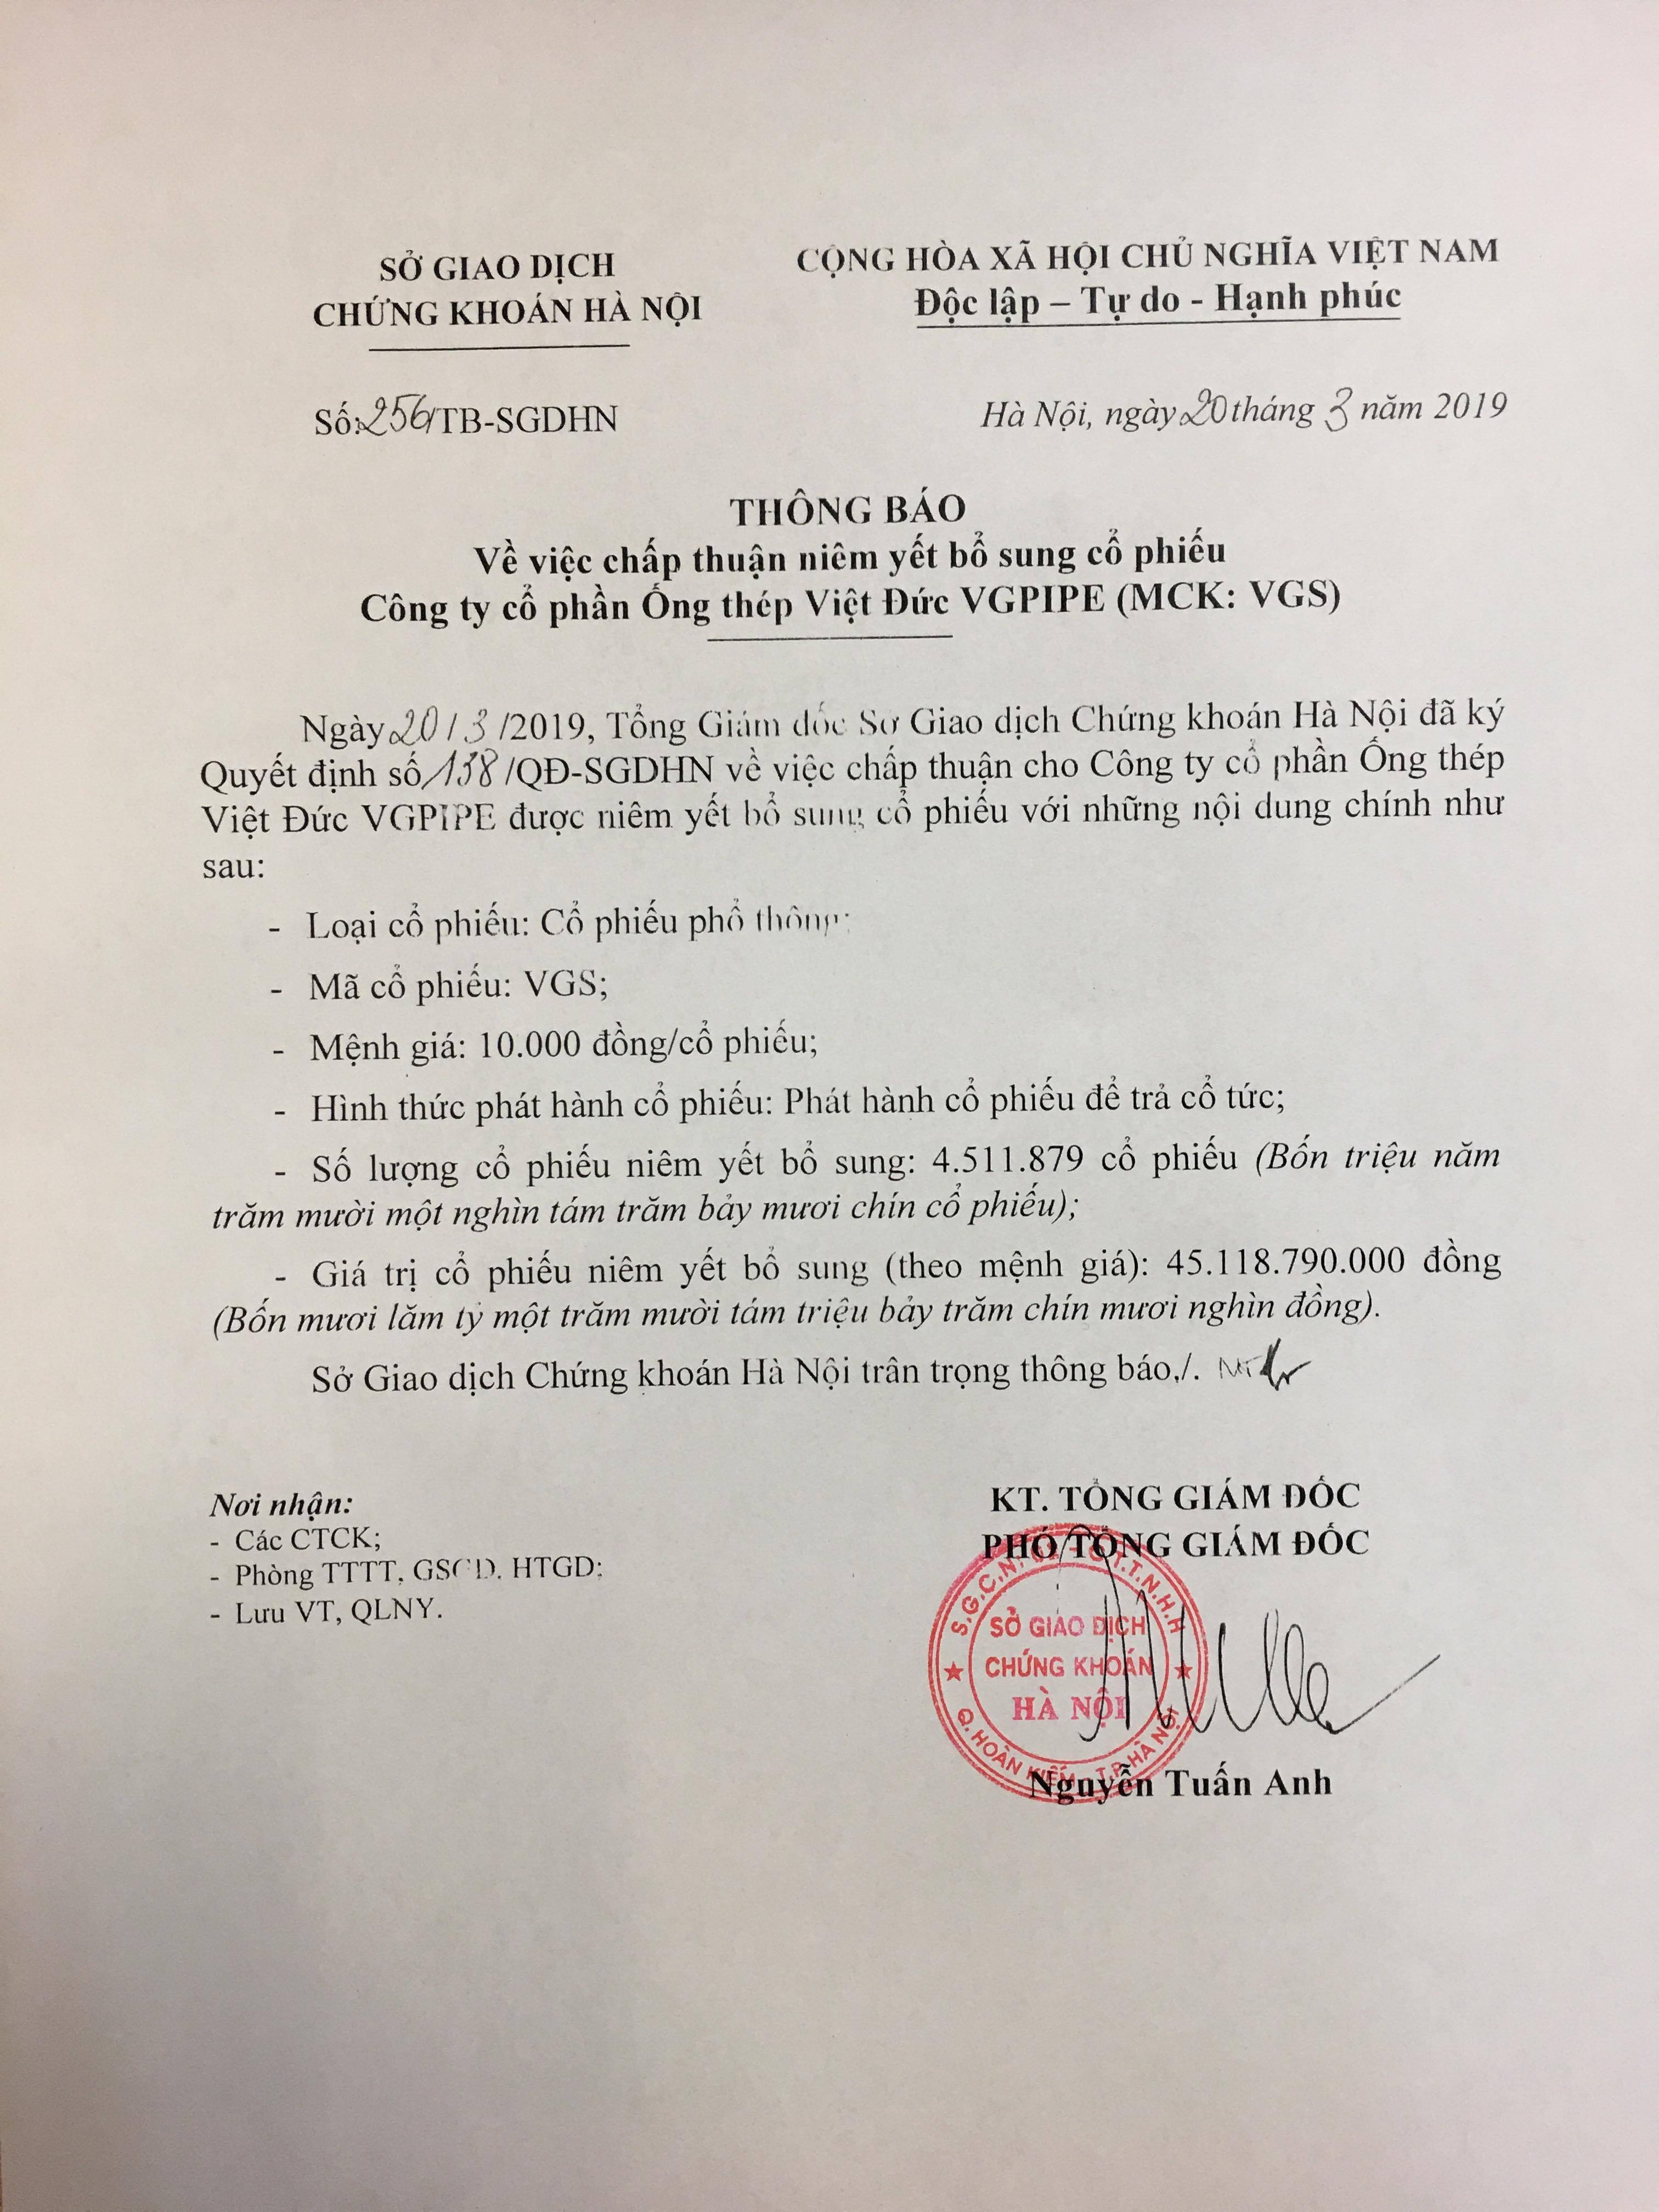 SỞ GIAO DỊCH
CHỨNG KHOÁN HÀ NỘI
CỘNG HÒA XÃ HỘI CHỦ NGHĨA VIỆT NAM
Độc lập – Tự do - Hạnh phúc
Số:256/TB-SGDHN
Hà Nội, ngày 20 tháng 3 năm 2019
THÔNG BÁO
Về việc chấp thuận niêm yết bổ sung cổ phiếu
Công ty cổ phần Ống thép Việt Đức VGPIPE (MCK: VGS)
Ngày 20/3/2019, Tổng Giám đốc Sở Giao dịch Chứng khoán Hà Nội đã ký
Quyết định số 138/QĐ-SGDHN về việc chấp thuận cho Công ty cổ phần Ống thép
Việt Đức VGPIPE được niêm yết bổ sung cổ phiếu với những nội dung chính như
sau:
- Loại cổ phiếu: Cổ phiếu phổ thông;
- Mã cổ phiếu: VGS;
- Mệnh giá: 10.000 đồng/cổ phiếu;
- Hình thức phát hành cổ phiếu: Phát hành cổ phiếu để trả cổ tức;
- Số lượng cổ phiếu niêm yết bổ sung: 4.511.879 cổ phiếu (Bốn triệu năm
trăm mười một nghìn tám trăm bảy mươi chín cổ phiếu);
- Giá trị cổ phiếu niêm yết bổ sung (theo mệnh giá): 45.118.790.000 đồng
(Bốn mươi lăm tỷ một trăm mười tám triệu bảy trăm chín mươi nghìn đồng).
Sở Giao dịch Chứng khoán Hà Nội trân trọng thông báo./.
Nơi nhận:
- Các CTCK;
- Phòng TTTT, GSGD, HTGD;
- Lưu VT, QLNY.
KT. TỔNG GIÁM ĐỐC
PHÓ TỔNG GIÁM ĐỐC
SỞ GIAO DỊCH
CHỨNG KHOÁN
HÀ NỘI
Q. HOÀN KIẾM - T.P HÀ NỘI
Nguyễn Tuấn Anh